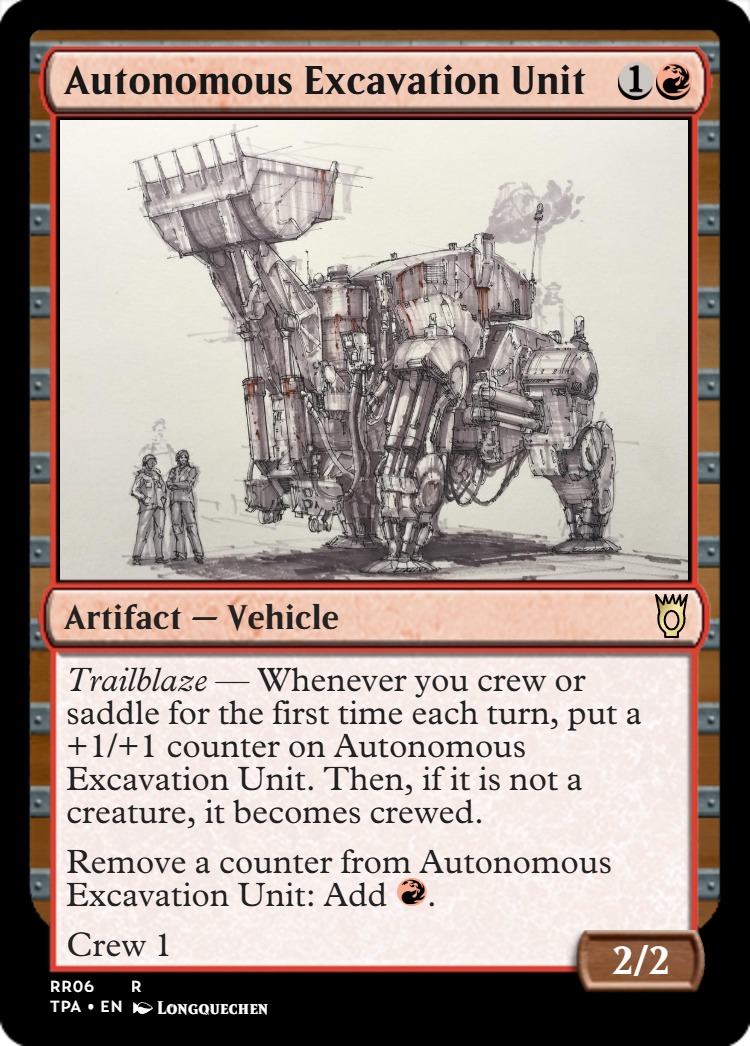 Autonomous Excavation Unit 1
Artifact — Vehicle
Trailblaze — Whenever you crew or
saddle for the first time each turn, put a
+1/+1 counter on Autonomous
Excavation Unit. Then, if it is not a
creature, it becomes crewed.
Remove a counter from Autonomous
Excavation Unit: Add .
Crew 1
2/2
RR06 R
TPA • EN Longquechen